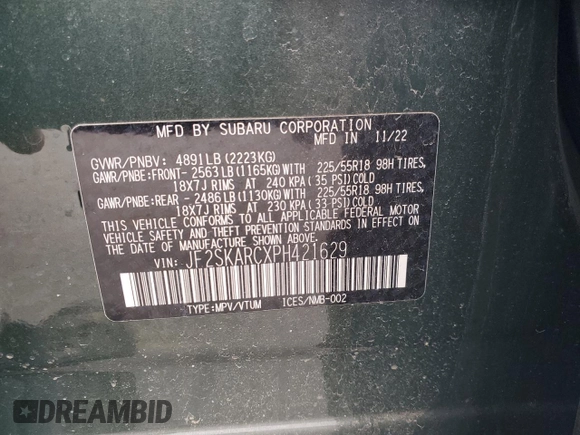 MFD BY SUBARU CORPORATION
MFD IN 11/22
GVWR/PNBV: 4891LB(2223KG)
GAWR/PNBE:FRONT-2563LB(1165KG)WITH 225/55R18 98H TIRES,
18X7J RIMS AT 240 KPA(35 PSI)COLD
GAWR/PNBE:REAR -2486LB(1130KG)WITH 225/55R18 98H TIRES,
18X7J RIMS AT 230 KPA(33 PSI)COLD
THIS VEHICLE CONFORMS TO ALL APPLICABLE FEDERAL MOTOR
VEHICLE SAFETY AND THEFT PREVENTION STANDARDS IN EFFECT
ON THE DATE OF MANUFACTURE SHOWN ABOVE.
VIN: JF2SKARCXPH421629
TYPE:MPV/VTUM ICES/NMB-002
DREAMBID